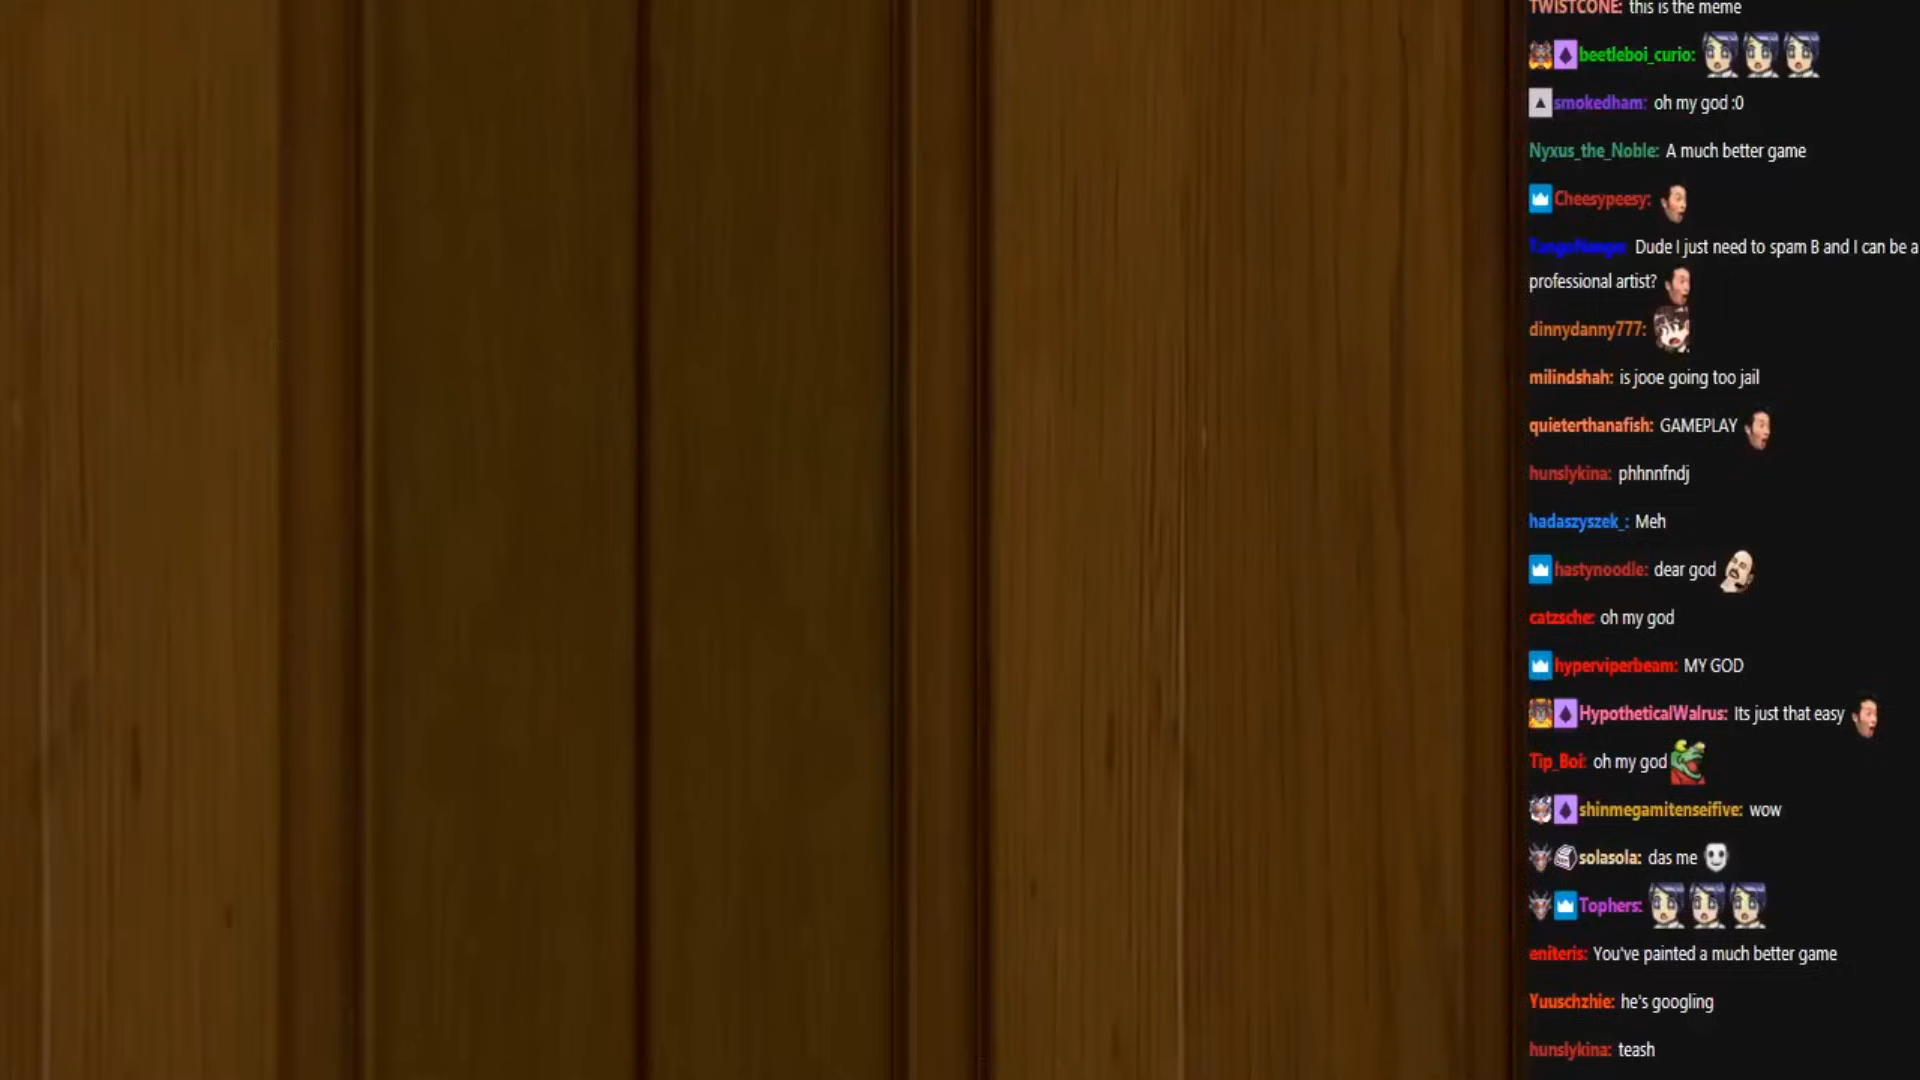 TWISTCONE: this is the meme
beetleboi_curio:
smokedham: oh my god :0
Nyxus_the_Noble: A much better game
Cheesypeesy:
Dude I just need to spam B and I can be a
professional artist?
dinnydanny777:
milindshah: is jooe going too jail
quieterthanafish: GAMEPLAY
hunslykina: phhnnfndj
hadaszyszek_: Meh
hastynoodle: dear god
catzsche: oh my god
hyperviperbeam: MY GOD
HypotheticalWalrus: Its just that easy
Tip_Boi: oh my god
shinmegamitenseifive: wow
solasola: das me
Tophers:
eniteris: You've painted a much better game
Yuuschzhie: he's googling
hunslykina: teash